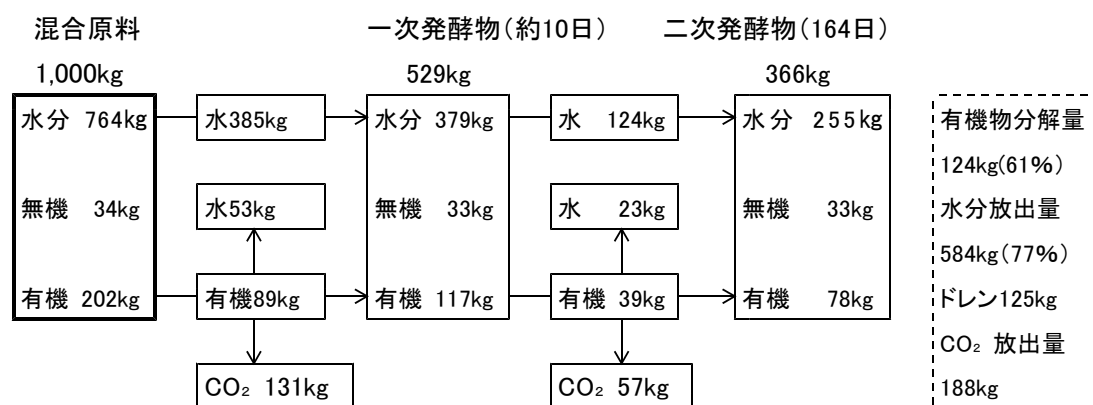 混合原料 一次発酵物(約10日) 二次発酵物(164日)
1,000kg 529kg 366kg
水分 764kg 水385kg 水分 379kg 水 124kg 水分 255kg
無機 34kg 水53kg 無機 33kg 水 23kg 無機 33kg
有機 202kg 有機89kg 有機 117kg 有機 39kg 有機 78kg
CO₂ 131kg CO₂ 57kg
有機物分解量
124kg(61%)
水分放出量
584kg(77%)
ドレン125kg
CO₂ 放出量
188kg